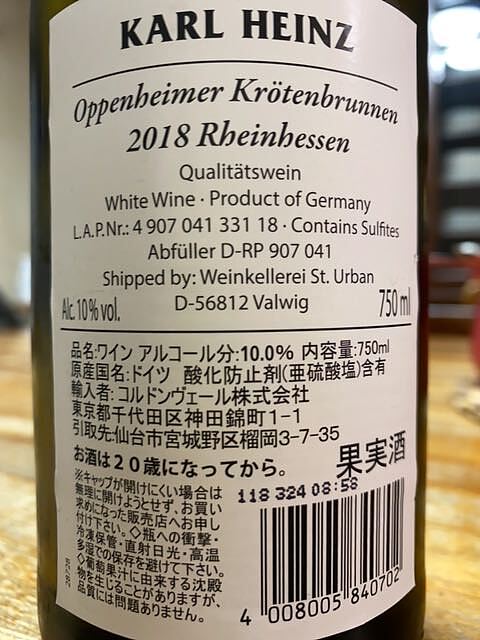 KARL HEINZ
Oppenheimer Krötenbrunnen
2018 Rheinhessen
Qualitätswein
White Wine · Product of Germany
L.A.P.Nr.: 4 907 041 331 18 · Contains Sulfites
Abfüller D-RP 907 041
Shipped by: Weinkellerei St. Urban
Alc. 10% vol. D-56812 Valwig 750 ml
品名:ワイン アルコール分:10.0% 内容量:750ml
原産国名:ドイツ 酸化防止剤(亜硫酸塩)含有
輸入者:コルドンヴェール株式会社
東京都千代田区神田錦町1-1
引取先:仙台市宮城野区榴岡3-7-35
お酒は20歳になってから。 果実酒
※キャップが開けにくい場合は
無理に開けようとせず、お買い
求めになった販売店へお申し
付け下さい。◇瓶への衝撃・
冷凍保管・直射日光・高温
多湿での保存を避けて下さい。
◇葡萄果汁に由来する沈殿
物を生じることがありますが、
品質には問題ありません。
118 324 08:58
4 008005 840702